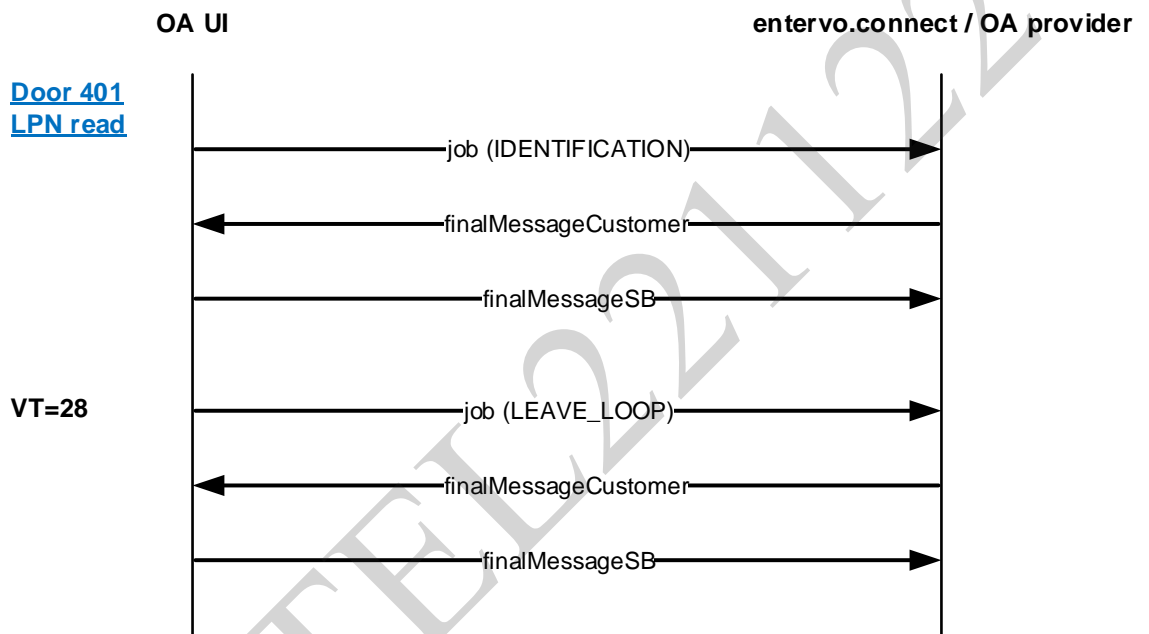 OA UI
entervo.connect / OA provider
Door 401
LPN read
job (IDENTIFICATION)
finalMessageCustomer
finalMessageSB
VT=28
job (LEAVE_LOOP)
finalMessageCustomer
finalMessageSB